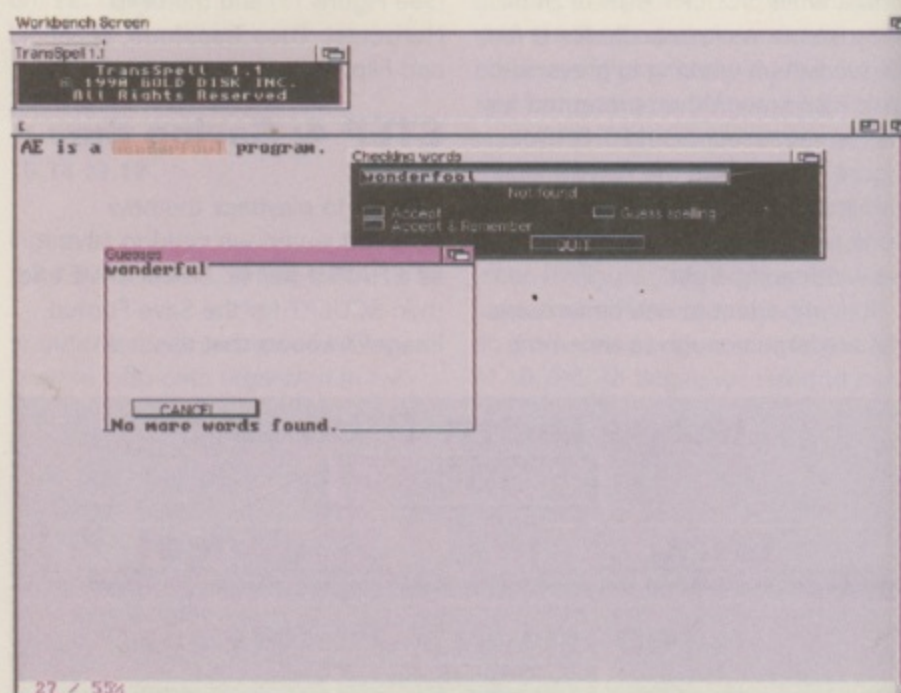 Workbench Screen
TransSpell 1.1
TransSpell 1.1
© 1990 GOLD DISK INC.
All Rights Reserved
AE is a wonderfool program.
Checking words
wonderfool
Not found
Accept
Guess spelling
Accept & Remember
QUIT
Guesses
wonderful
CANCEL
No more words found.
27 / 55%